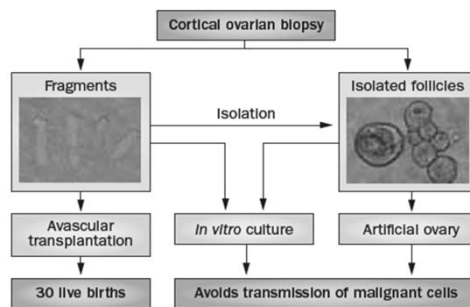 Cortical ovarian biopsy
Fragments
Isolated follicles
Isolation
Avascular
transplantation
In vitro culture
Artificial ovary
30 live births
Avoids transmission of malignant cells